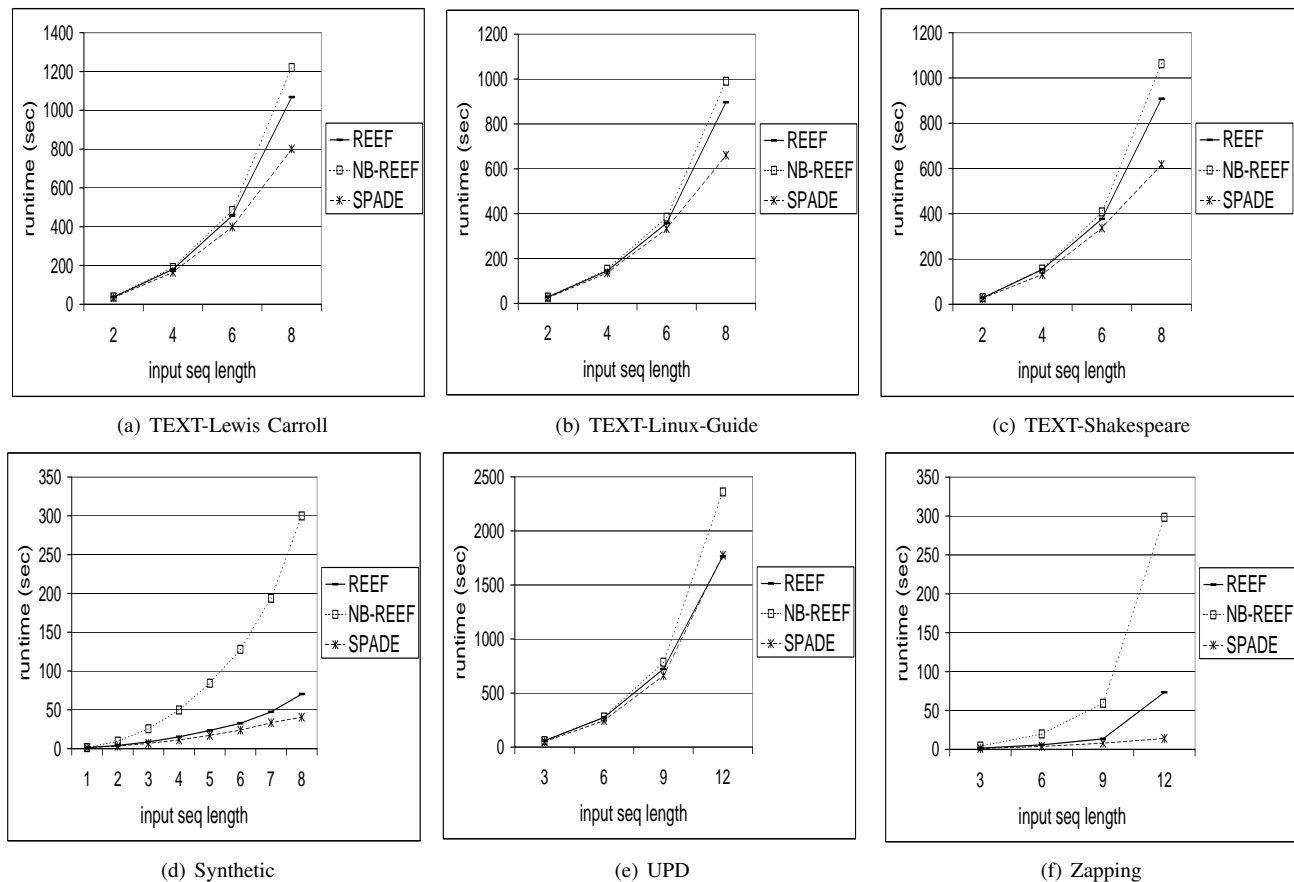 1400
1200
1000
800
600
400
200
0
runtime (sec)
2 4 6 8
input seq length
REEF
NB-REEF
SPADE
(a) TEXT-Lewis Carroll
1200
1000
800
600
400
200
0
runtime (sec)
2 4 6 8
input seq length
REEF
NB-REEF
SPADE
(b) TEXT-Linux-Guide
1200
1000
800
600
400
200
0
runtime (sec)
2 4 6 8
input seq length
REEF
NB-REEF
SPADE
(c) TEXT-Shakespeare
350
300
250
200
150
100
50
0
runtime (sec)
1 2 3 4 5 6 7 8
input seq length
REEF
NB-REEF
SPADE
(d) Synthetic
2500
2000
1500
1000
500
0
runtime (sec)
3 6 9 12
input seq length
REEF
NB-REEF
SPADE
(e) UPD
350
300
250
200
150
100
50
0
runtime (sec)
3 6 9 12
input seq length
REEF
NB-REEF
SPADE
(f) Zapping